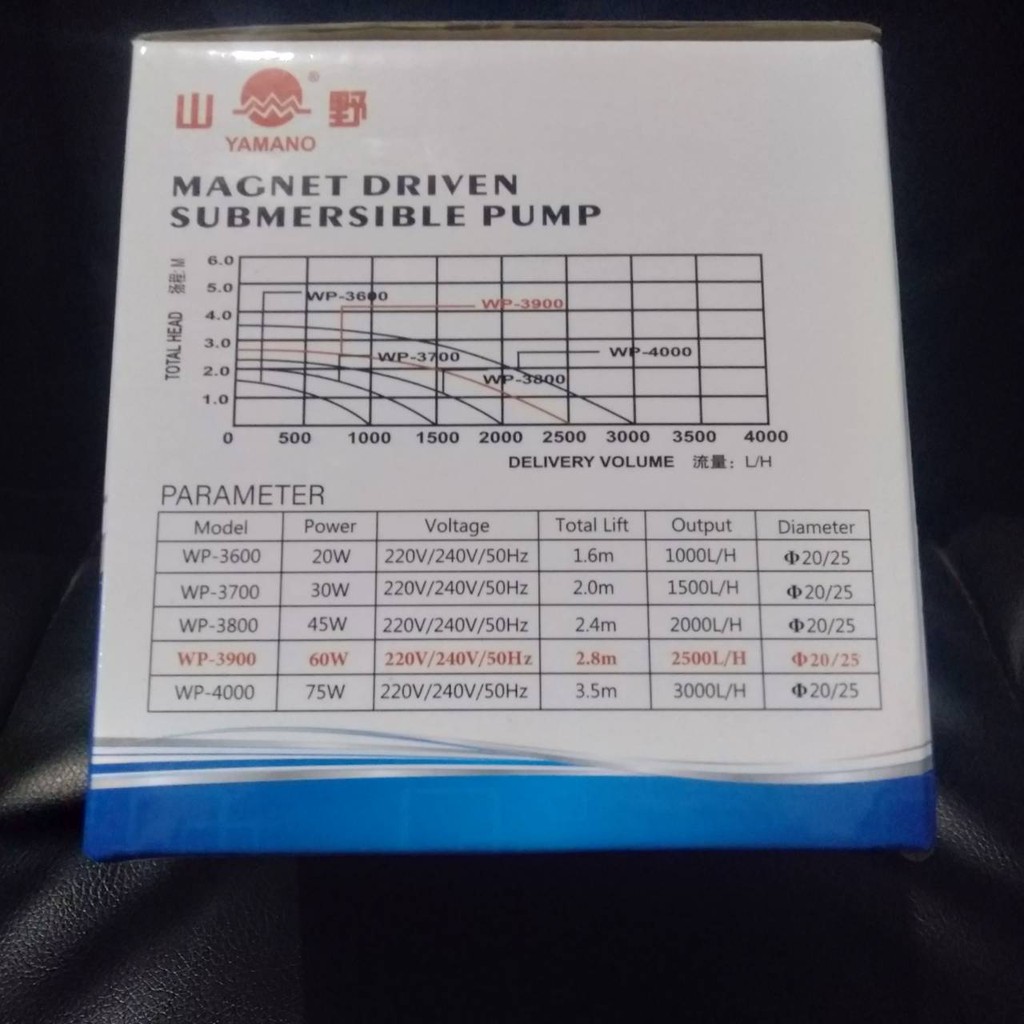 山 ® 野
YAMANO
MAGNET DRIVEN
SUBMERSIBLE PUMP
TOTAL HEAD 扬程: M
6.0
5.0
4.0
3.0
2.0
1.0
WP-3600
WP-3900
WP-3700
WP-4000
WP-3800
0 500 1000 1500 2000 2500 3000 3500 4000
DELIVERY VOLUME 流量: L/H
PARAMETER
Model Power Voltage Total Lift Output Diameter
WP-3600 20W 220V/240V/50Hz 1.6m 1000L/H Φ20/25
WP-3700 30W 220V/240V/50Hz 2.0m 1500L/H Φ20/25
WP-3800 45W 220V/240V/50Hz 2.4m 2000L/H Φ20/25
WP-3900 60W 220V/240V/50Hz 2.8m 2500L/H Φ20/25
WP-4000 75W 220V/240V/50Hz 3.5m 3000L/H Φ20/25